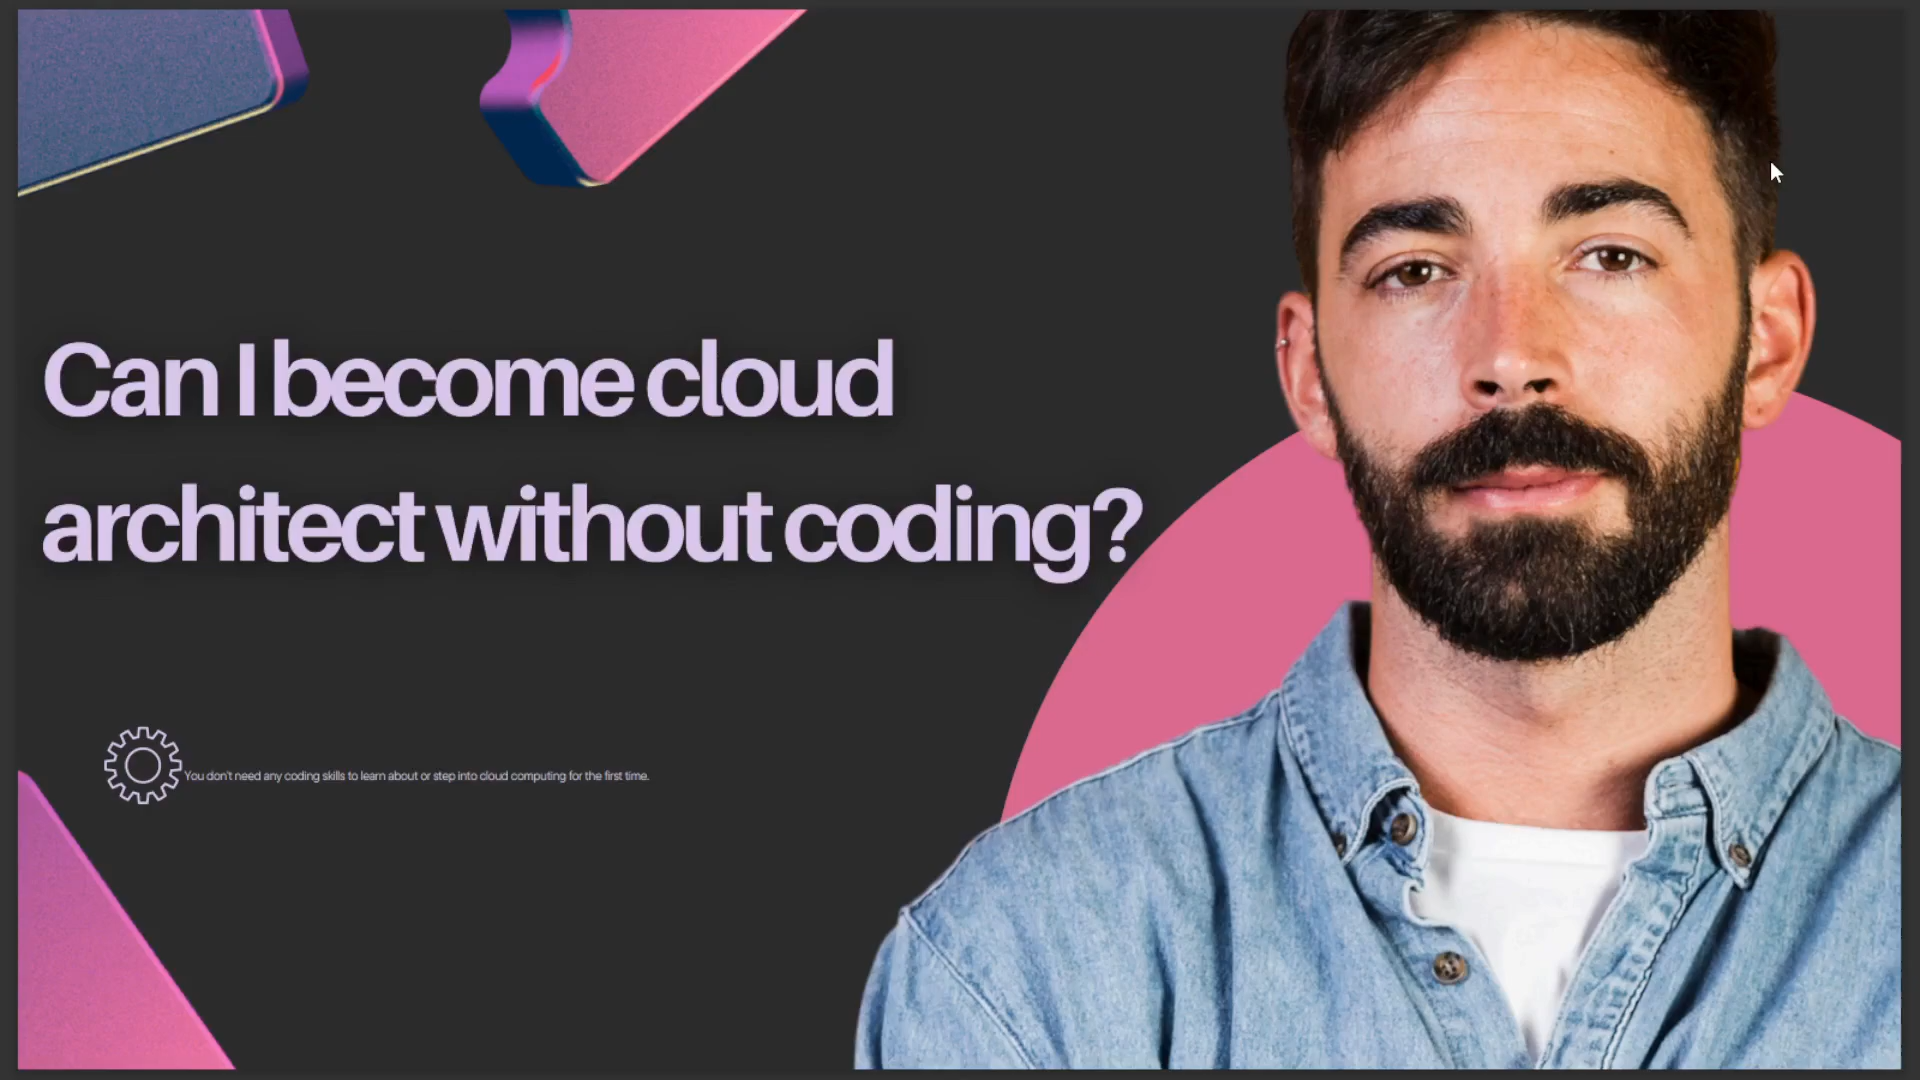 Can I become cloud
architect without coding?
You don't need any coding skills to learn about or step into cloud computing for the first time.